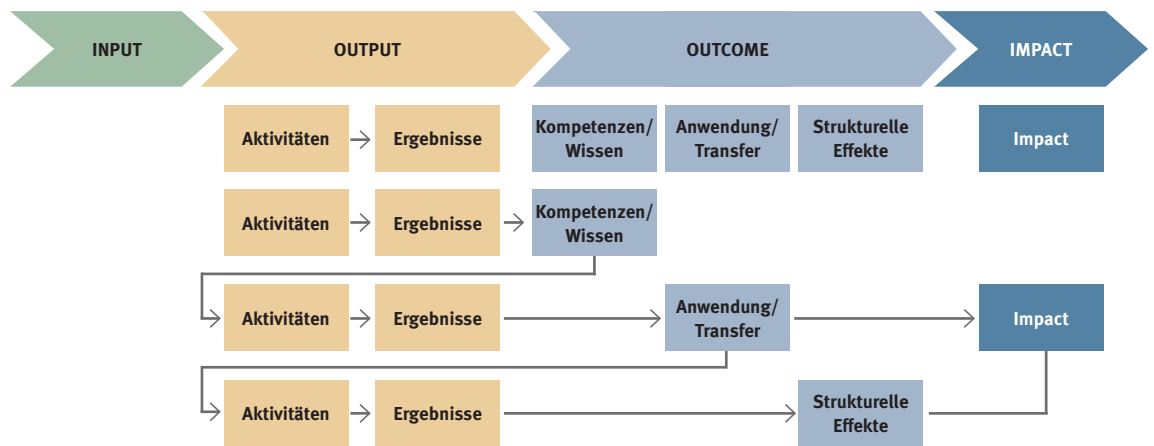 INPUT
OUTPUT
OUTCOME
IMPACT
Aktivitäten
Ergebnisse
Kompetenzen/
Wissen
Anwendung/
Transfer
Strukturelle
Effekte
Impact
Aktivitäten
Ergebnisse
Kompetenzen/
Wissen
Aktivitäten
Ergebnisse
Anwendung/
Transfer
Impact
Aktivitäten
Ergebnisse
Strukturelle
Effekte